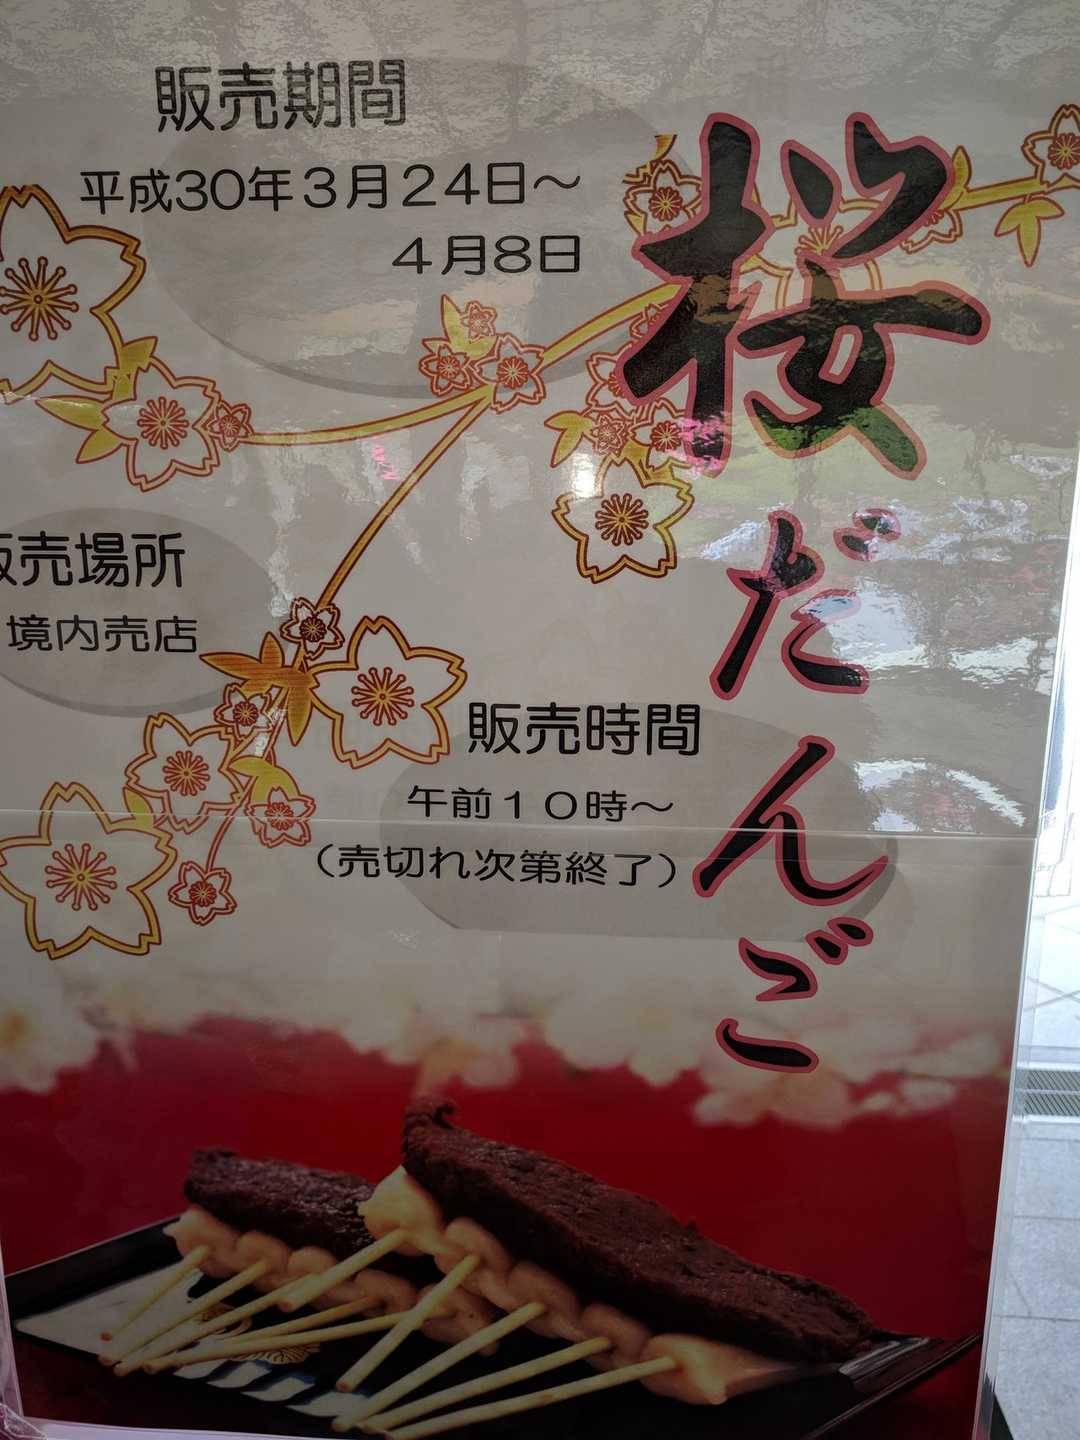 桜だんご
販売期間
平成30年３月２４日～
４月８日
販売場所
境内売店
販売時間
午前１０時～
（売切れ次第終了）